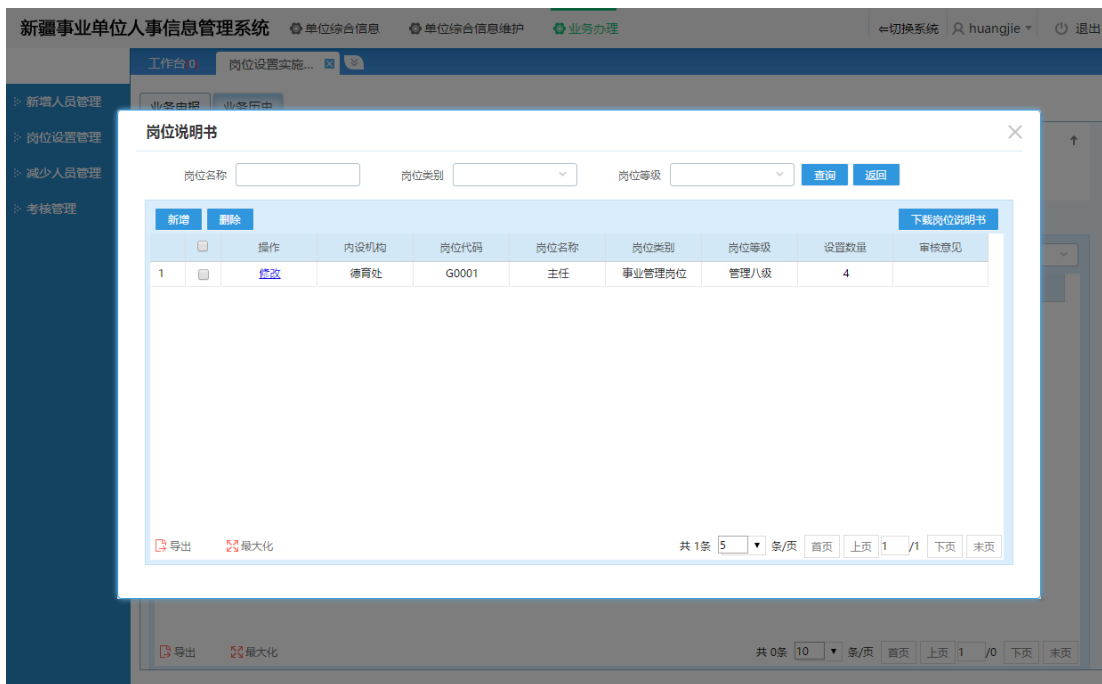 新疆事业单位人事信息管理系统 单位综合信息 单位综合信息维护 业务办理 ⇐切换系统 huangjie 退出
工作台 0 岗位设置实施...
新增人员管理
岗位设置管理
减少人员管理
考核管理
业务申报 业务历史
岗位说明书
岗位名称 岗位类别 岗位等级 查询 返回
新增 删除 下载岗位说明书
操作 内设机构 岗位代码 岗位名称 岗位类别 岗位等级 设置数量 审核意见
1 修改 德育处 G0001 主任 事业管理岗位 管理八级 4
导出 最大化 共 1条 5 条/页 首页 上页 1 /1 下页 末页
导出 最大化 共 0条 10 条/页 首页 上页 1 /0 下页 末页